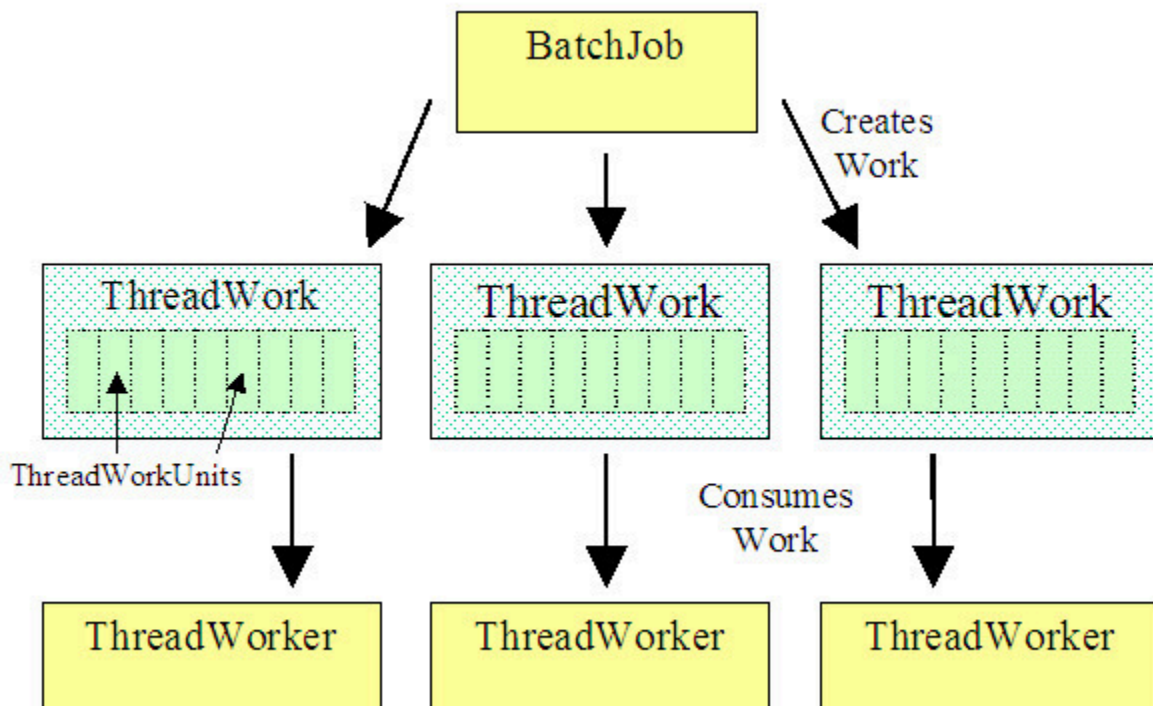 BatchJob
Creates
Work
ThreadWork
ThreadWork
ThreadWork
ThreadWorkUnits
Consumes
Work
ThreadWorker
ThreadWorker
ThreadWorker